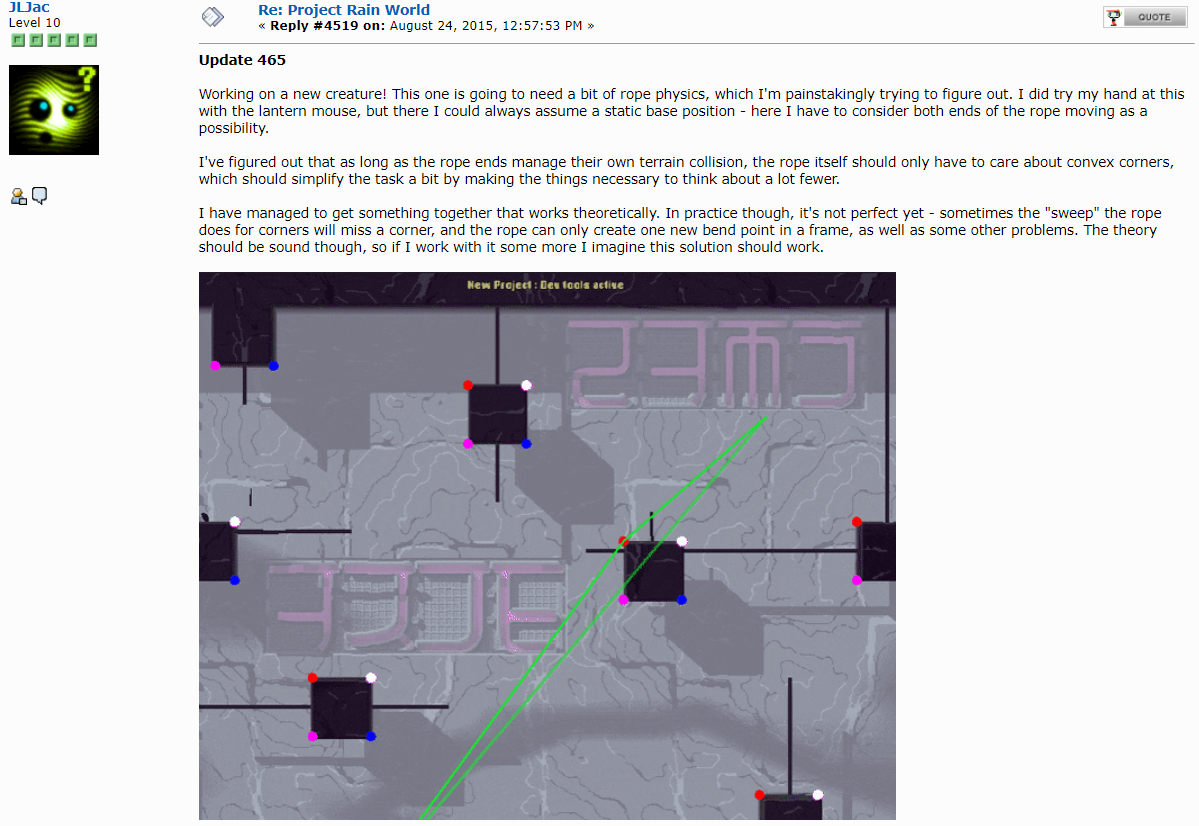 JLJac
Level 10
Re: Project Rain World
« Reply #4519 on: August 24, 2015, 12:57:53 PM »
QUOTE
Update 465
Working on a new creature! This one is going to need a bit of rope physics, which I'm painstakingly trying to figure out. I did try my hand at this
with the lantern mouse, but there I could always assume a static base position - here I have to consider both ends of the rope moving as a
possibility.
I've figured out that as long as the rope ends manage their own terrain collision, the rope itself should only have to care about convex corners,
which should simplify the task a bit by making the things necessary to think about a lot fewer.
I have managed to get something together that works theoretically. In practice though, it's not perfect yet - sometimes the "sweep" the rope
does for corners will miss a corner, and the rope can only create one new bend point in a frame, as well as some other problems. The theory
should be sound though, so if I work with it some more I imagine this solution should work.
New Project : Dev tools active